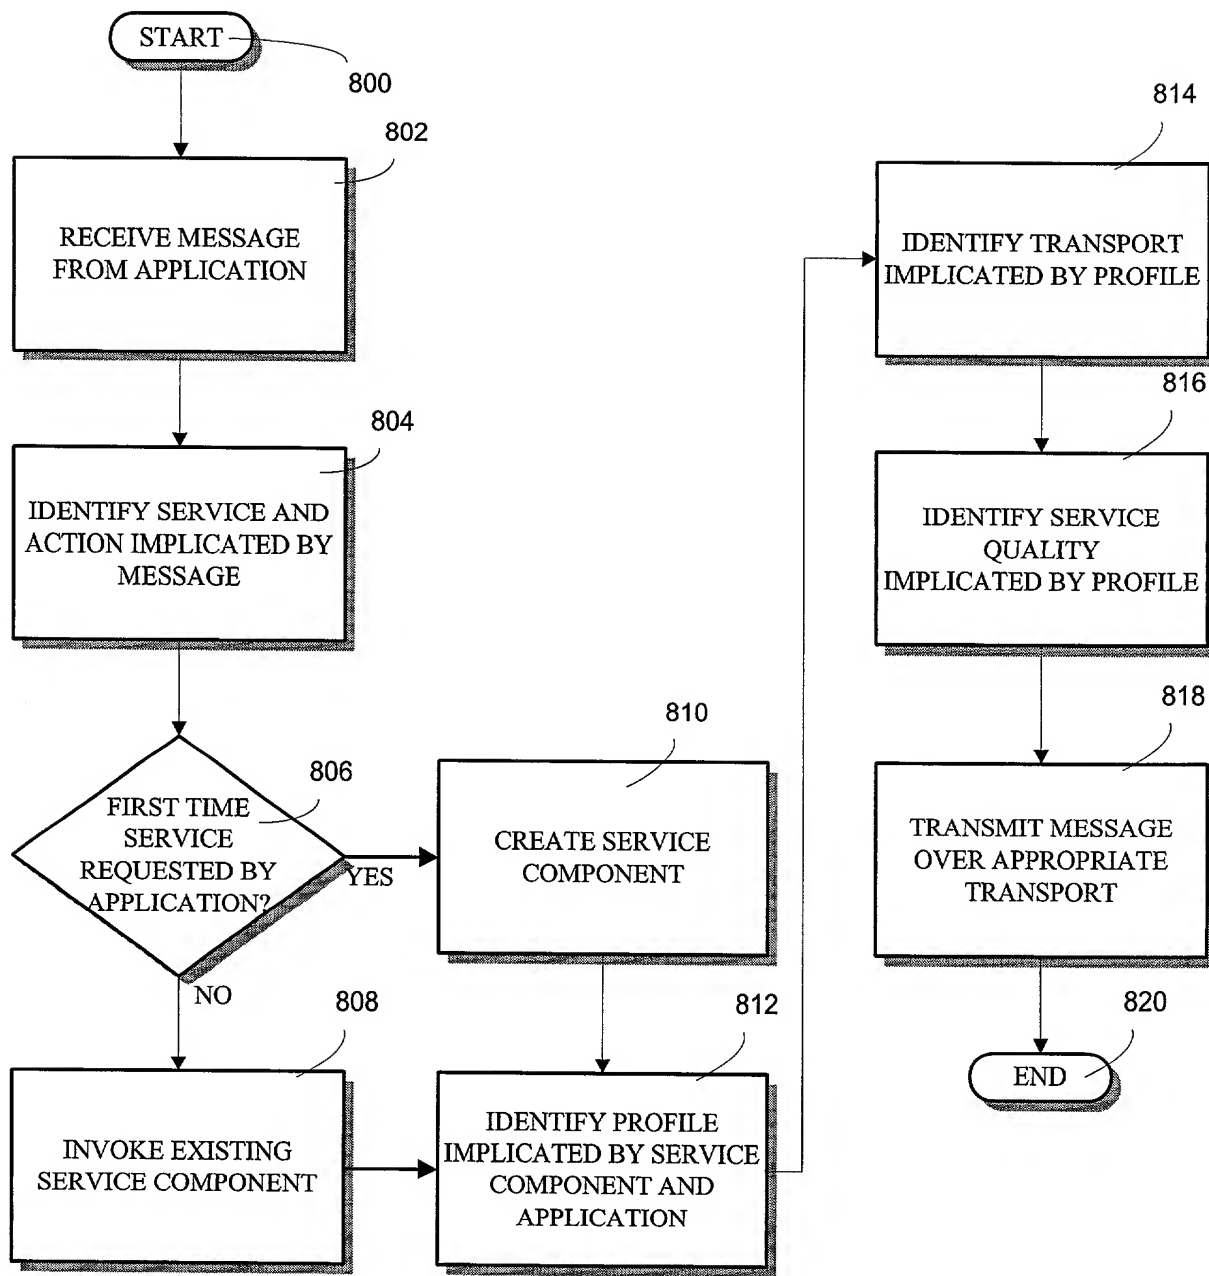 START
800
802
RECEIVE MESSAGE
FROM APPLICATION
804
IDENTIFY SERVICE AND
ACTION IMPLICATED BY
MESSAGE
806
FIRST TIME
SERVICE
REQUESTED BY
APPLICATION?
YES
NO
808
INVOKE EXISTING
SERVICE COMPONENT
810
CREATE SERVICE
COMPONENT
812
IDENTIFY PROFILE
IMPLICATED BY SERVICE
COMPONENT AND
APPLICATION
814
IDENTIFY TRANSPORT
IMPLICATED BY PROFILE
816
IDENTIFY SERVICE
QUALITY
IMPLICATED BY PROFILE
818
TRANSMIT MESSAGE
OVER APPROPRIATE
TRANSPORT
820
END